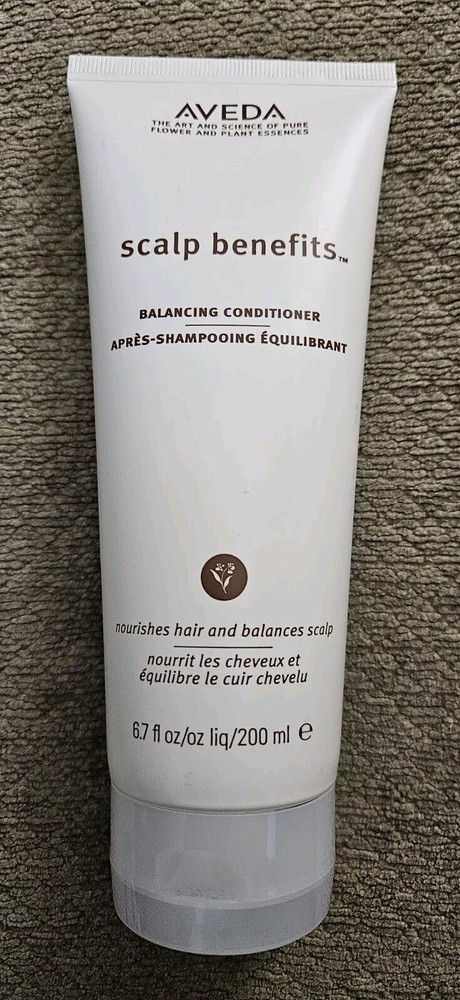 AVEDA
THE ART AND SCIENCE OF PURE
FLOWER AND PLANT ESSENCES
scalp benefits™
BALANCING CONDITIONER
APRÈS-SHAMPOOING ÉQUILIBRANT
nourishes hair and balances scalp
nourrit les cheveux et
équilibre le cuir chevelu
6.7 fl oz/oz liq/200 ml ℮